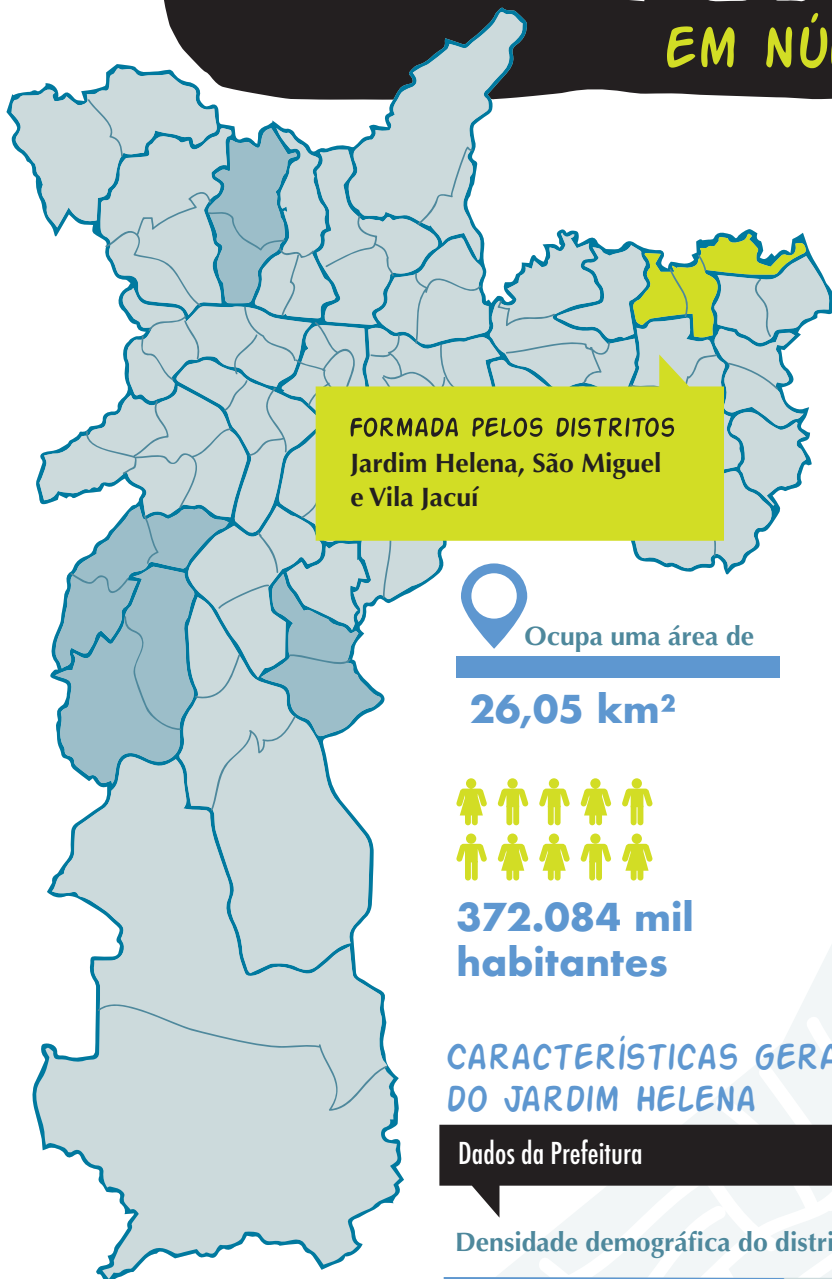 EM NÚ
FORMADA PELOS DISTRITOS
Jardim Helena, São Miguel
e Vila Jacuí
Ocupa uma área de
26,05 km²
372.084 mil
habitantes
CARACTERÍSTICAS GERA
DO JARDIM HELENA
Dados da Prefeitura
Densidade demográfica do distri